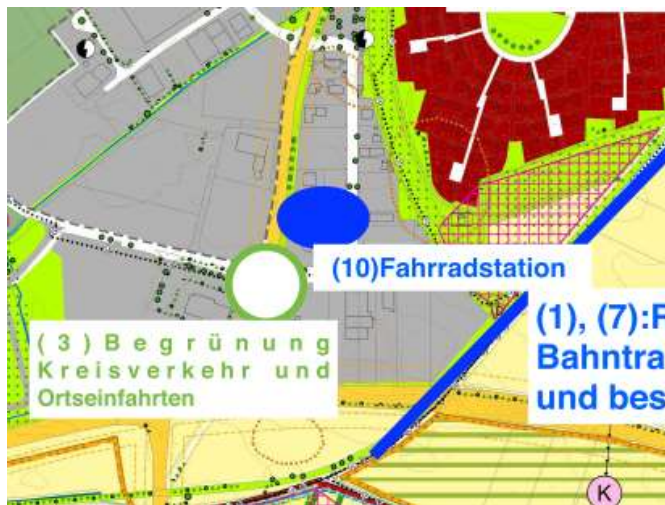 (10)Fahrradstation
(1), (7):
Bahntra
und bes
(3) Begrünung
Kreisverkehr und
Ortseinfahrten
K